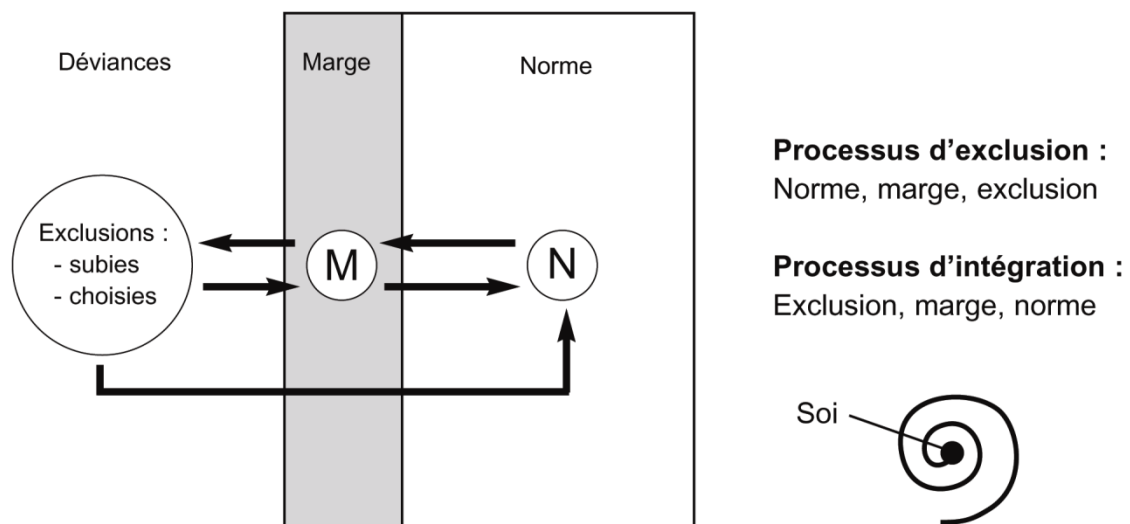 Déviances
Marge
Norme
Exclusions :
- subies
- choisies
M
N
Processus d’exclusion :
Norme, marge, exclusion
Processus d’intégration :
Exclusion, marge, norme
Soi